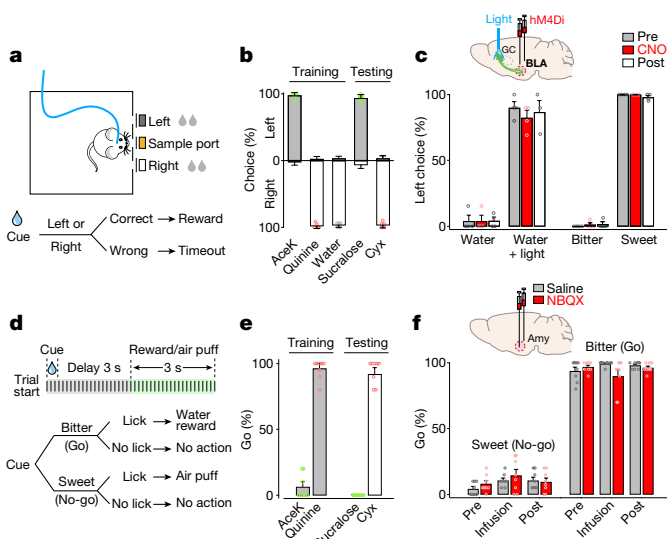 a
Left
Sample port
Right
Cue
Left or
Right
Correct
Reward
Wrong
Timeout
b
Training Testing
Choice (%)
Left
Right
100
0
100
AceK
Quinine
Water
Sucralose
Cyx
c
Light
hM4Di
GC
BLA
Pre
CNO
Post
Left choice (%)
100
50
0
Water
Water
+ light
Bitter
Sweet
d
Cue
Delay 3 s
Reward/air puff
3 s
Trial
start
Cue
Bitter
(Go)
Lick
Water
reward
No lick
No action
Sweet
(No-go)
Lick
Air puff
No lick
No action
e
Training Testing
Go (%)
100
50
0
AceK
Quinine
Sucralose
Cyx
f
Saline
NBQX
Amy
Bitter (Go)
Sweet (No-go)
Go (%)
100
50
0
Pre
Infusion
Post
Pre
Infusion
Post